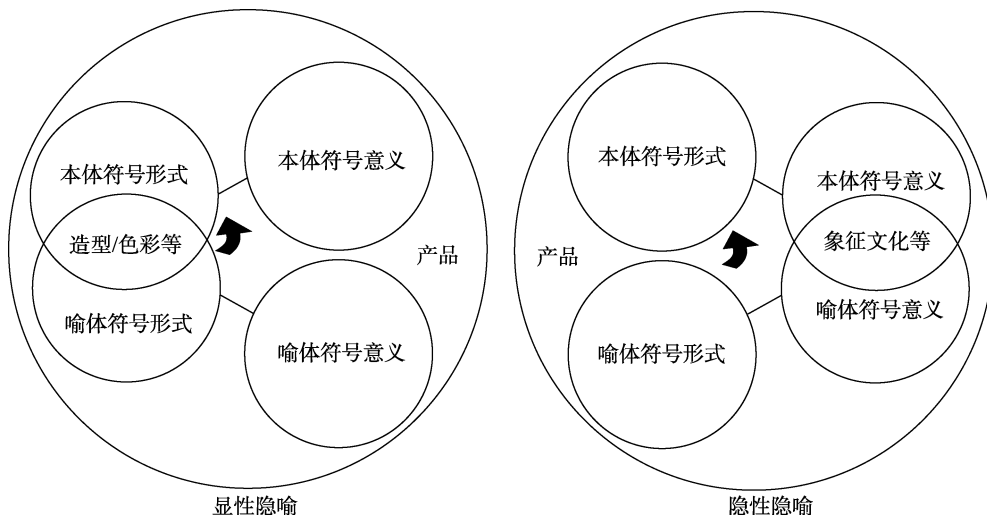 本体符号形式
本体符号意义
造型/色彩等
产品
喻体符号形式
喻体符号意义
显性隐喻
本体符号形式
本体符号意义
产品
象征文化等
喻体符号形式
喻体符号意义
隐性隐喻